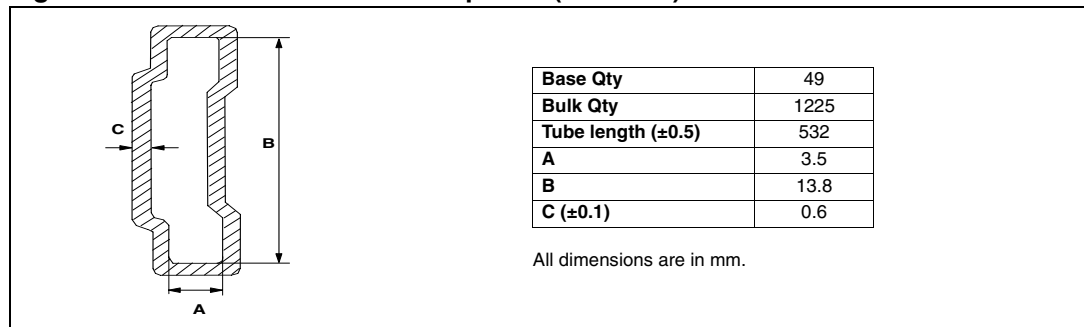 C
B
A
Base Qty 49
Bulk Qty 1225
Tube length (±0.5) 532
A 3.5
B 13.8
C (±0.1) 0.6
All dimensions are in mm.